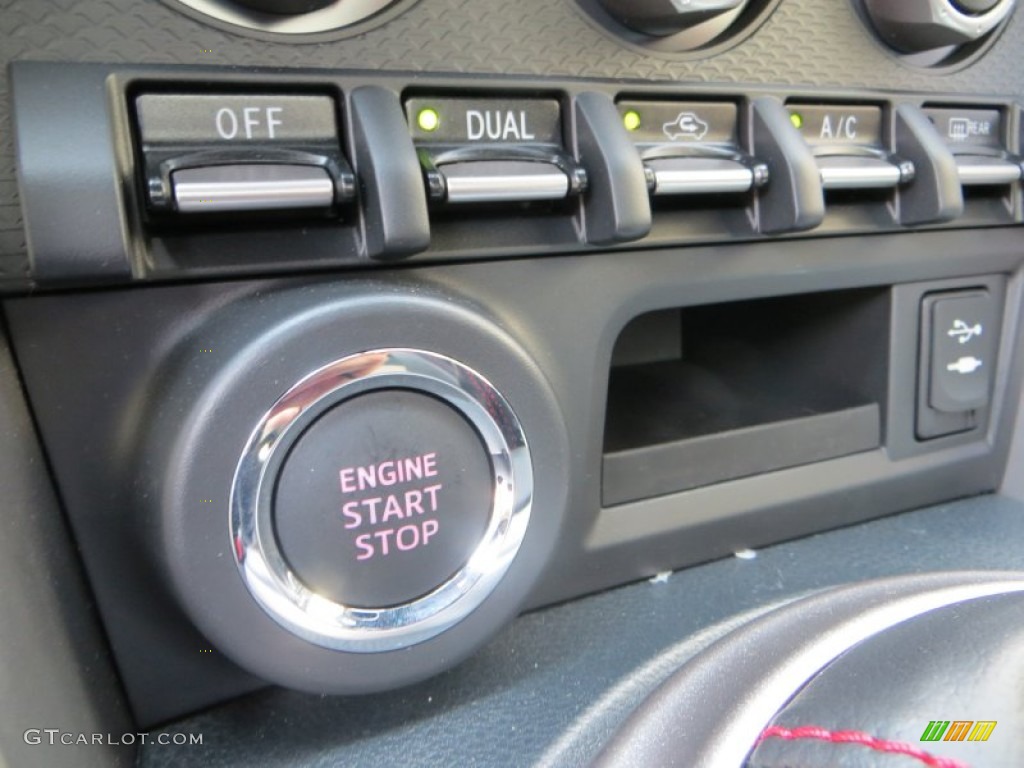 OFF
DUAL
A/C
REAR
ENGINE
START
STOP
GTCARLOT.COM